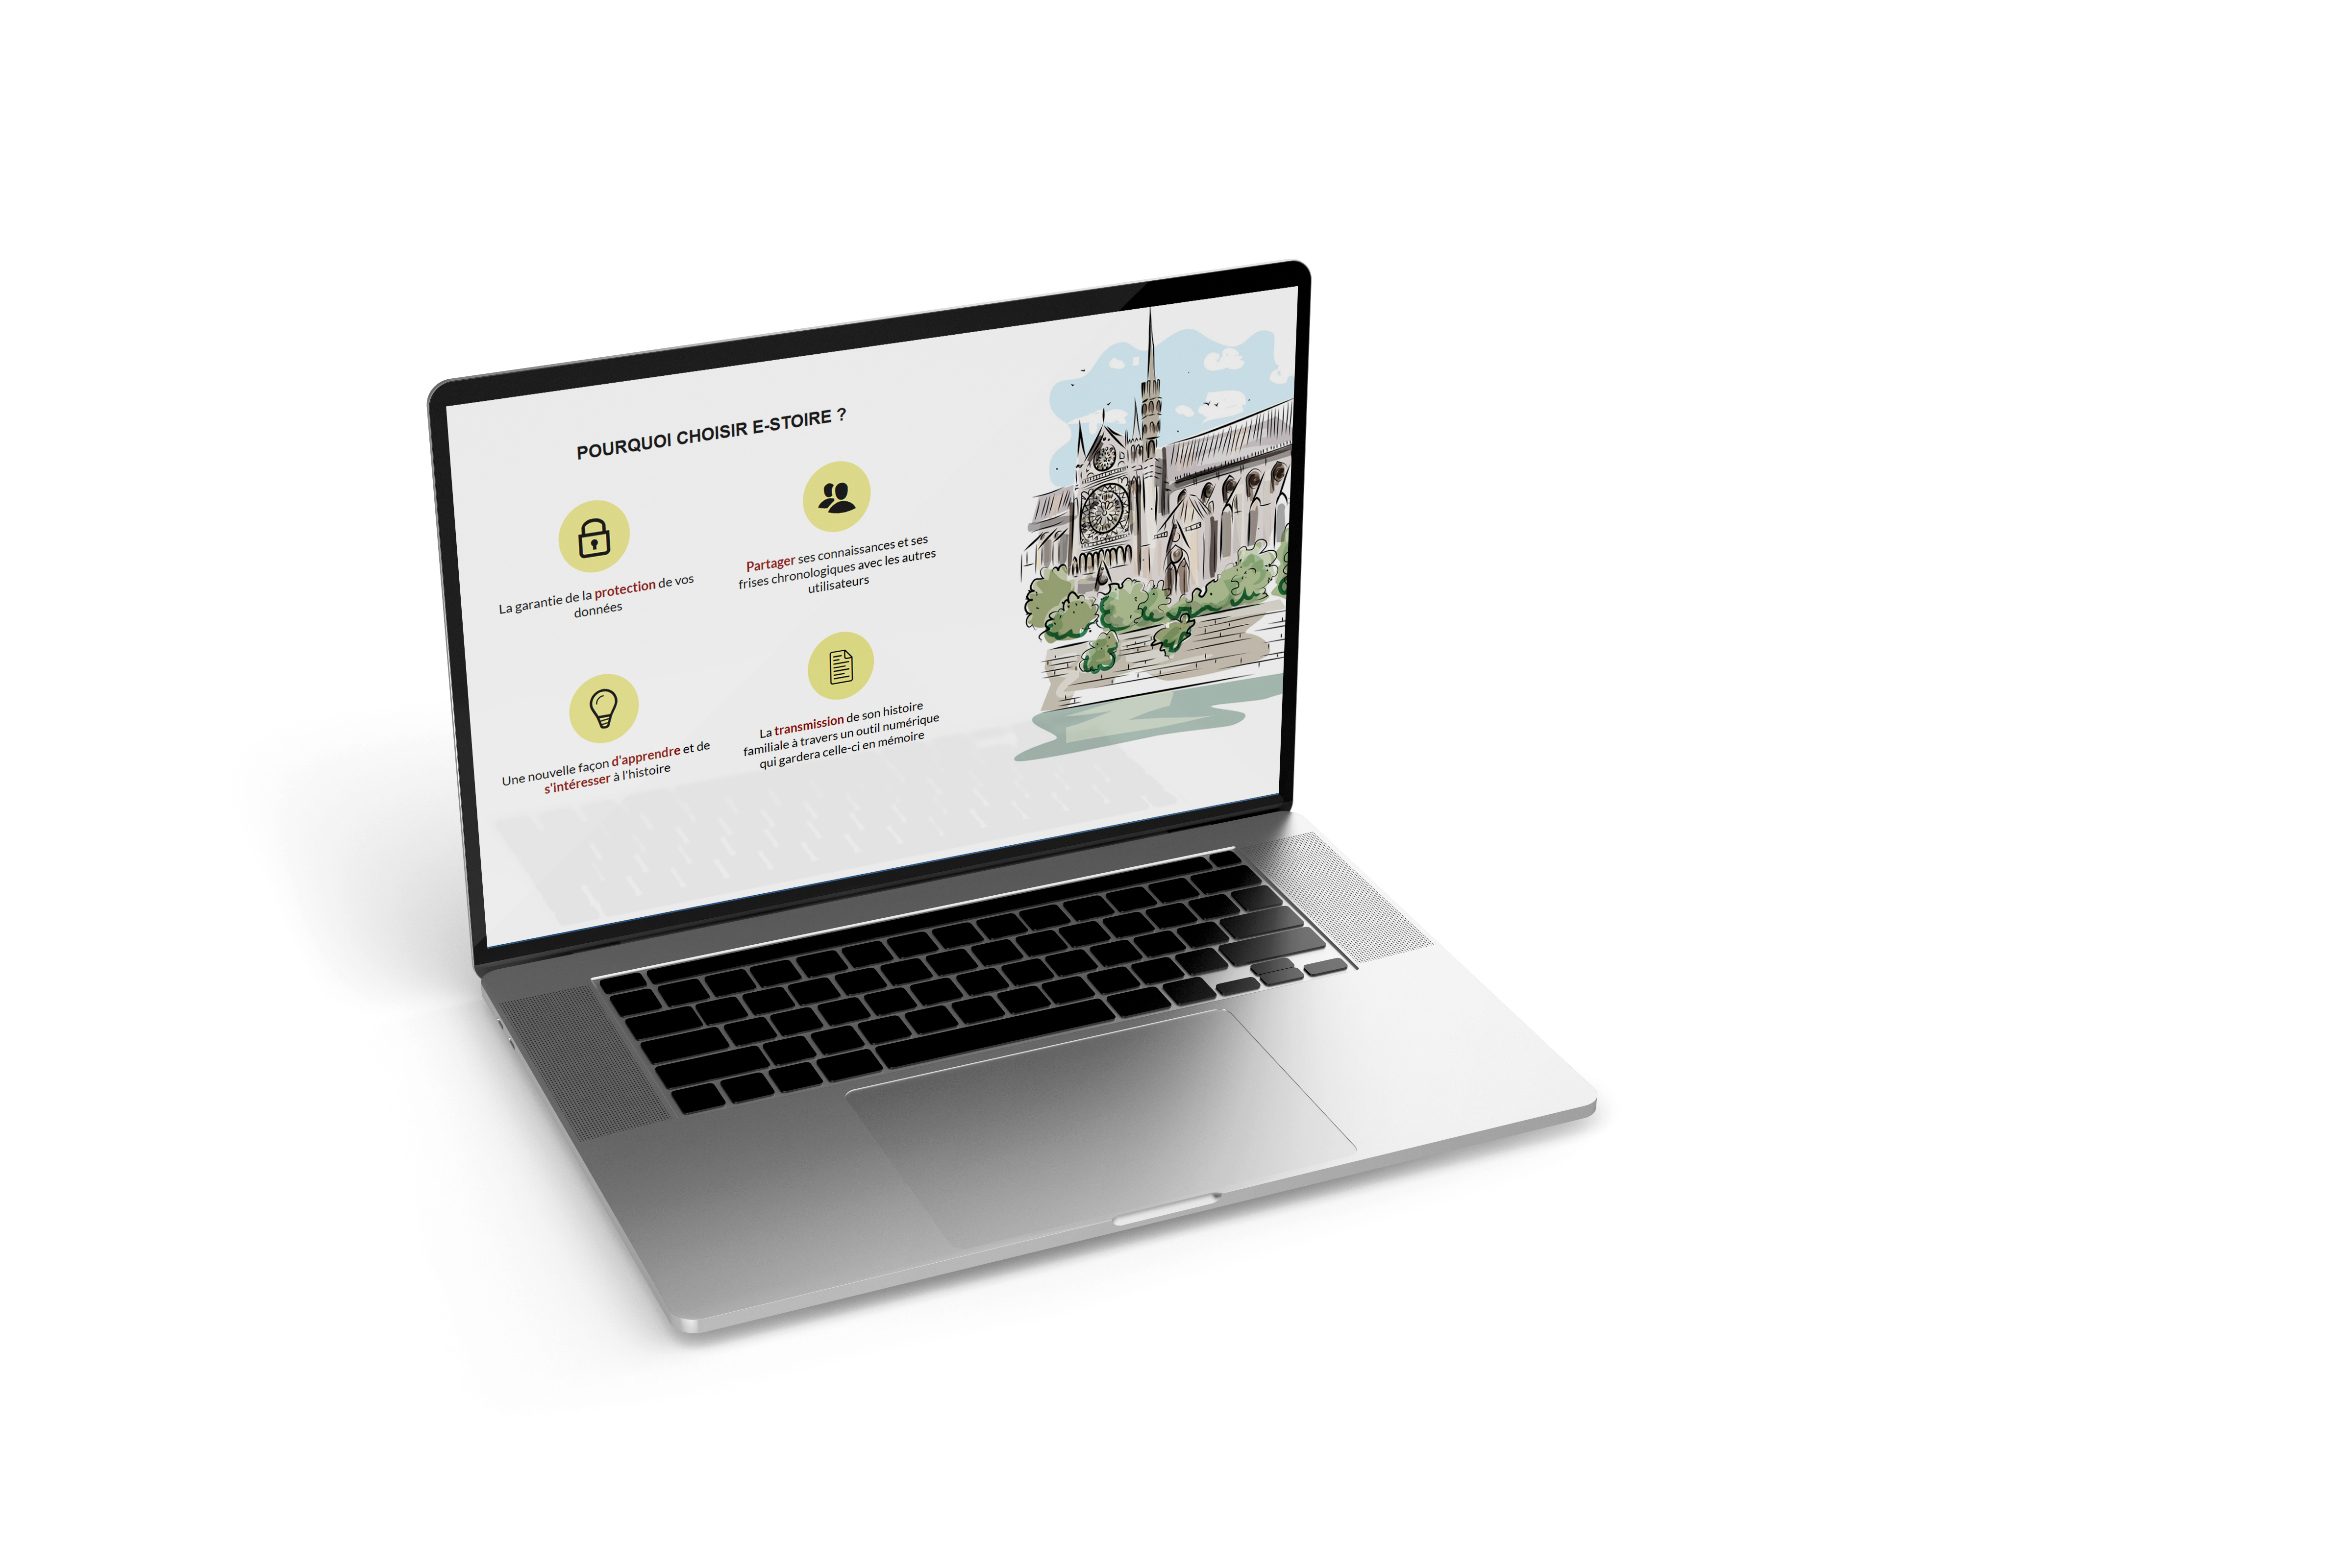 POURQUOI CHOISIR E-STOIRE ?
La garantie de la protection de vos
données
Partager ses connaissances et ses
frises chronologiques avec les autres
utilisateurs
Une nouvelle façon d'apprendre et de
s'intéresser à l'histoire
La transmission de son histoire
familiale à travers un outil numérique
qui gardera celle-ci en mémoire